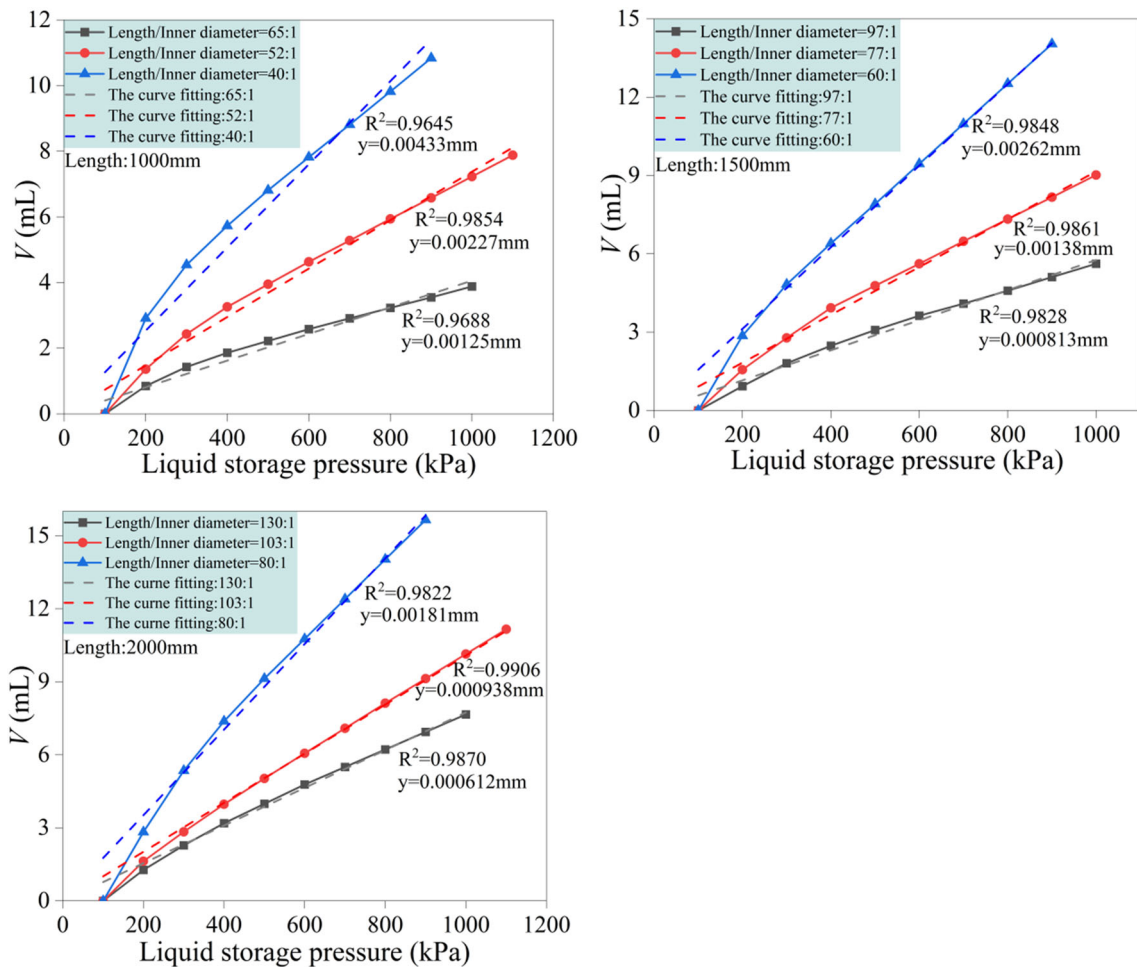 Length/Inner diameter=65:1
Length/Inner diameter=52:1
Length/Inner diameter=40:1
The curve fitting:65:1
The curve fitting:52:1
The curve fitting:40:1
Length:1000mm
R²=0.9645
y=0.00433mm
R²=0.9854
y=0.00227mm
R²=0.9688
y=0.00125mm
12
10
8
6
4
2
0
V (mL)
0 200 400 600 800 1000 1200
Liquid storage pressure (kPa)
Length/Inner diameter=97:1
Length/Inner diameter=77:1
Length/Inner diameter=60:1
The curve fitting:97:1
The curve fitting:77:1
The curve fitting:60:1
Length:1500mm
R²=0.9848
y=0.00262mm
R²=0.9861
y=0.00138mm
R²=0.9828
y=0.000813mm
15
12
9
6
3
0
V (mL)
0 200 400 600 800 1000
Liquid storage pressure (kPa)
Length/Inner diameter=130:1
Length/Inner diameter=103:1
Length/Inner diameter=80:1
The curne fitting:130:1
The curne fitting:103:1
The curne fitting:80:1
Length:2000mm
R²=0.9822
y=0.00181mm
R²=0.9906
y=0.000938mm
R²=0.9870
y=0.000612mm
15
12
9
6
3
0
V (mL)
0 200 400 600 800 1000 1200
Liquid storage pressure (kPa)